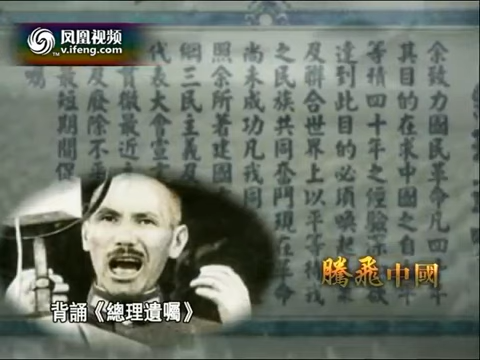 鳳凰視頻
v.ifeng.com
余致力國民革命凡四
其目的在求中國之自
等積四十年之經驗深
達到此目的必須喚起
及聯合世界上以平等待我
之民族共同奮鬥現在革命
尚未成功凡我同
照余所著建國
綱三民主義及
代表大會宣
貫徹最近
及廢除不平
最短期間
囑
騰飛中國
背誦《總理遺囑》